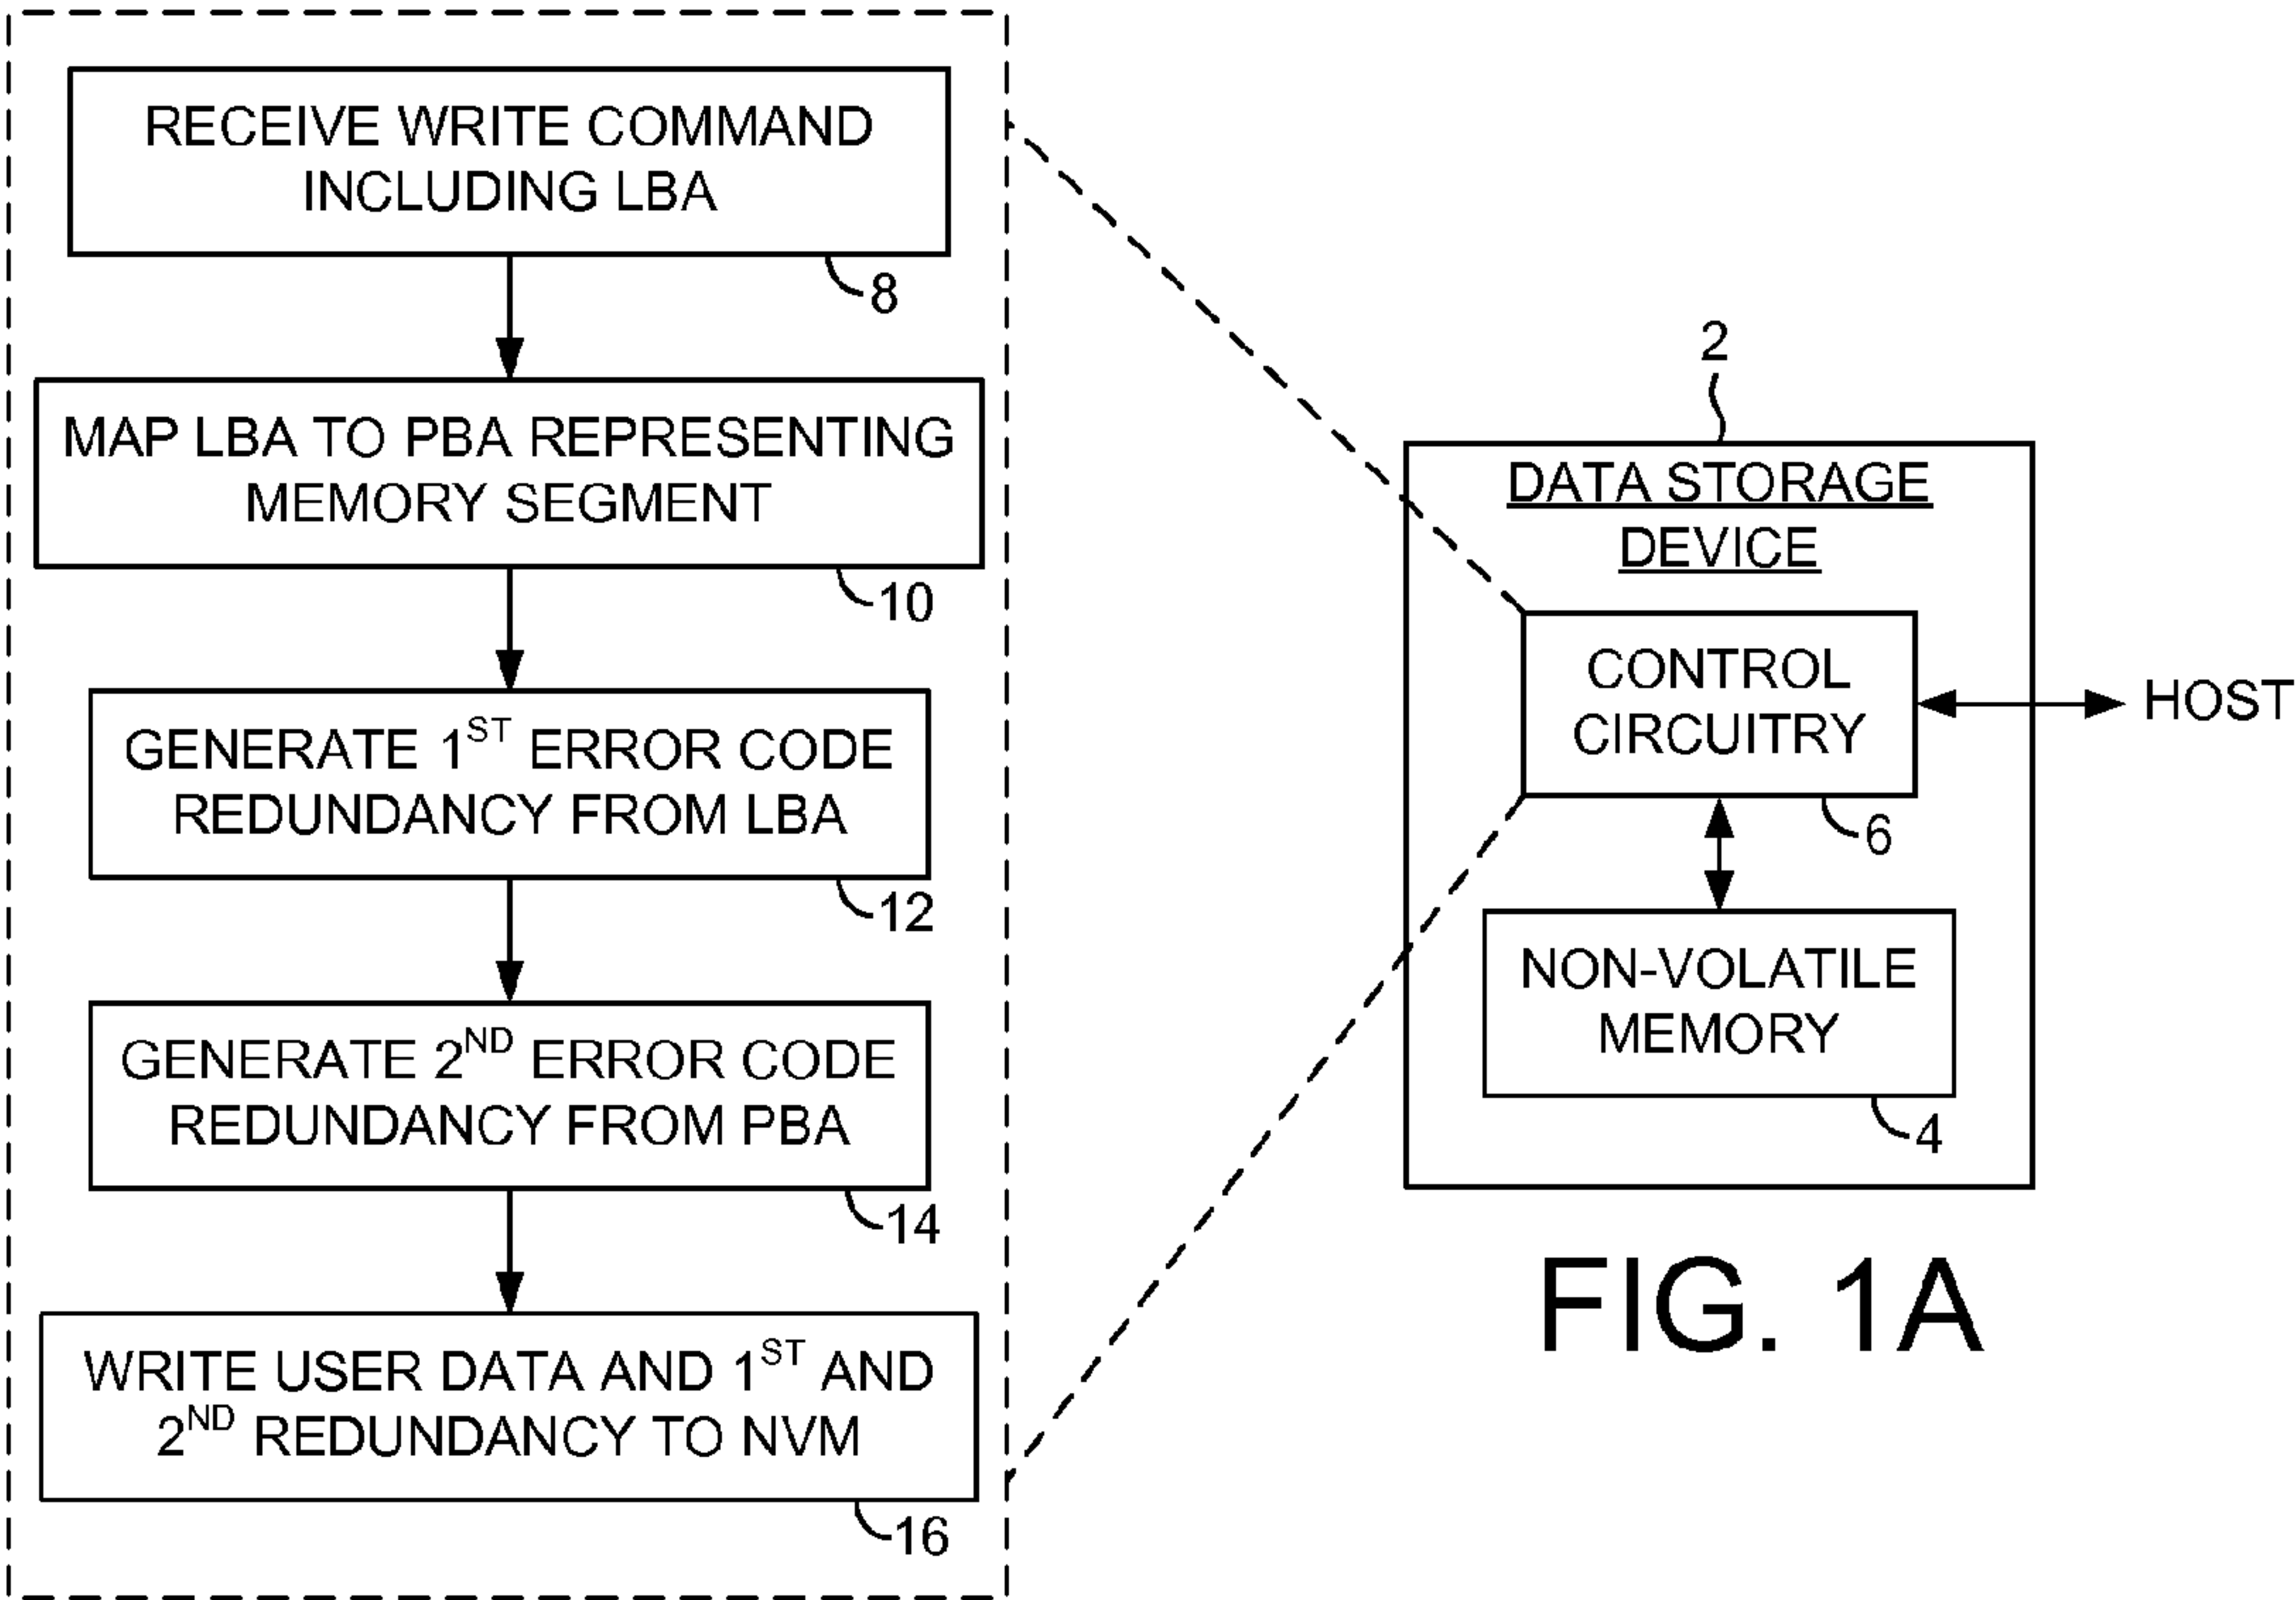 RECEIVE WRITE COMMAND
INCLUDING LBA
8
MAP LBA TO PBA REPRESENTING
MEMORY SEGMENT
10
GENERATE 1ST ERROR CODE
REDUNDANCY FROM LBA
12
GENERATE 2ND ERROR CODE
REDUNDANCY FROM PBA
14
WRITE USER DATA AND 1ST AND
2ND REDUNDANCY TO NVM
16
2
DATA STORAGE
DEVICE
CONTROL
CIRCUITRY
6
HOST
NON-VOLATILE
MEMORY
4
FIG. 1A